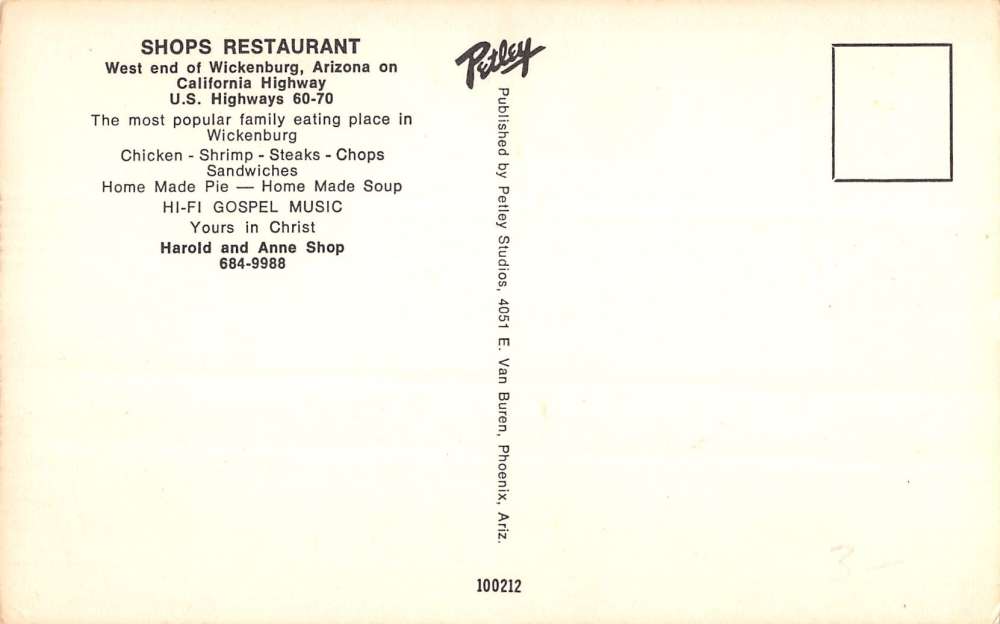 SHOPS RESTAURANT
West end of Wickenburg, Arizona on
California Highway
U.S. Highways 60-70
The most popular family eating place in
Wickenburg
Chicken - Shrimp - Steaks - Chops
Sandwiches
Home Made Pie — Home Made Soup
HI-FI GOSPEL MUSIC
Yours in Christ
Harold and Anne Shop
684-9988
Petley
Published by Petley Studios, 4051 E. Van Buren, Phoenix, Ariz.
100212
3 —